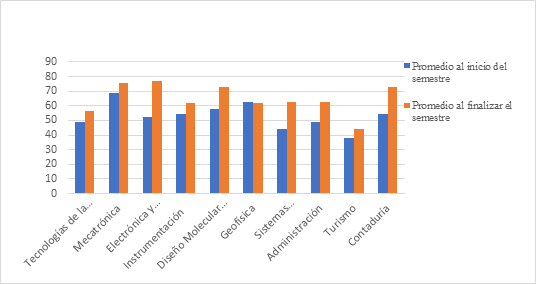 90
80
70
60
50
40
30
20
10
0
Tecnologías de la...
Mecatrónica
Electrónica y...
Instrumentación
Diseño Molecular...
Geofísica
Sistemas...
Administración
Turismo
Contaduría
Promedio al inicio del
semestre
Promedio al finalizar el
semestre